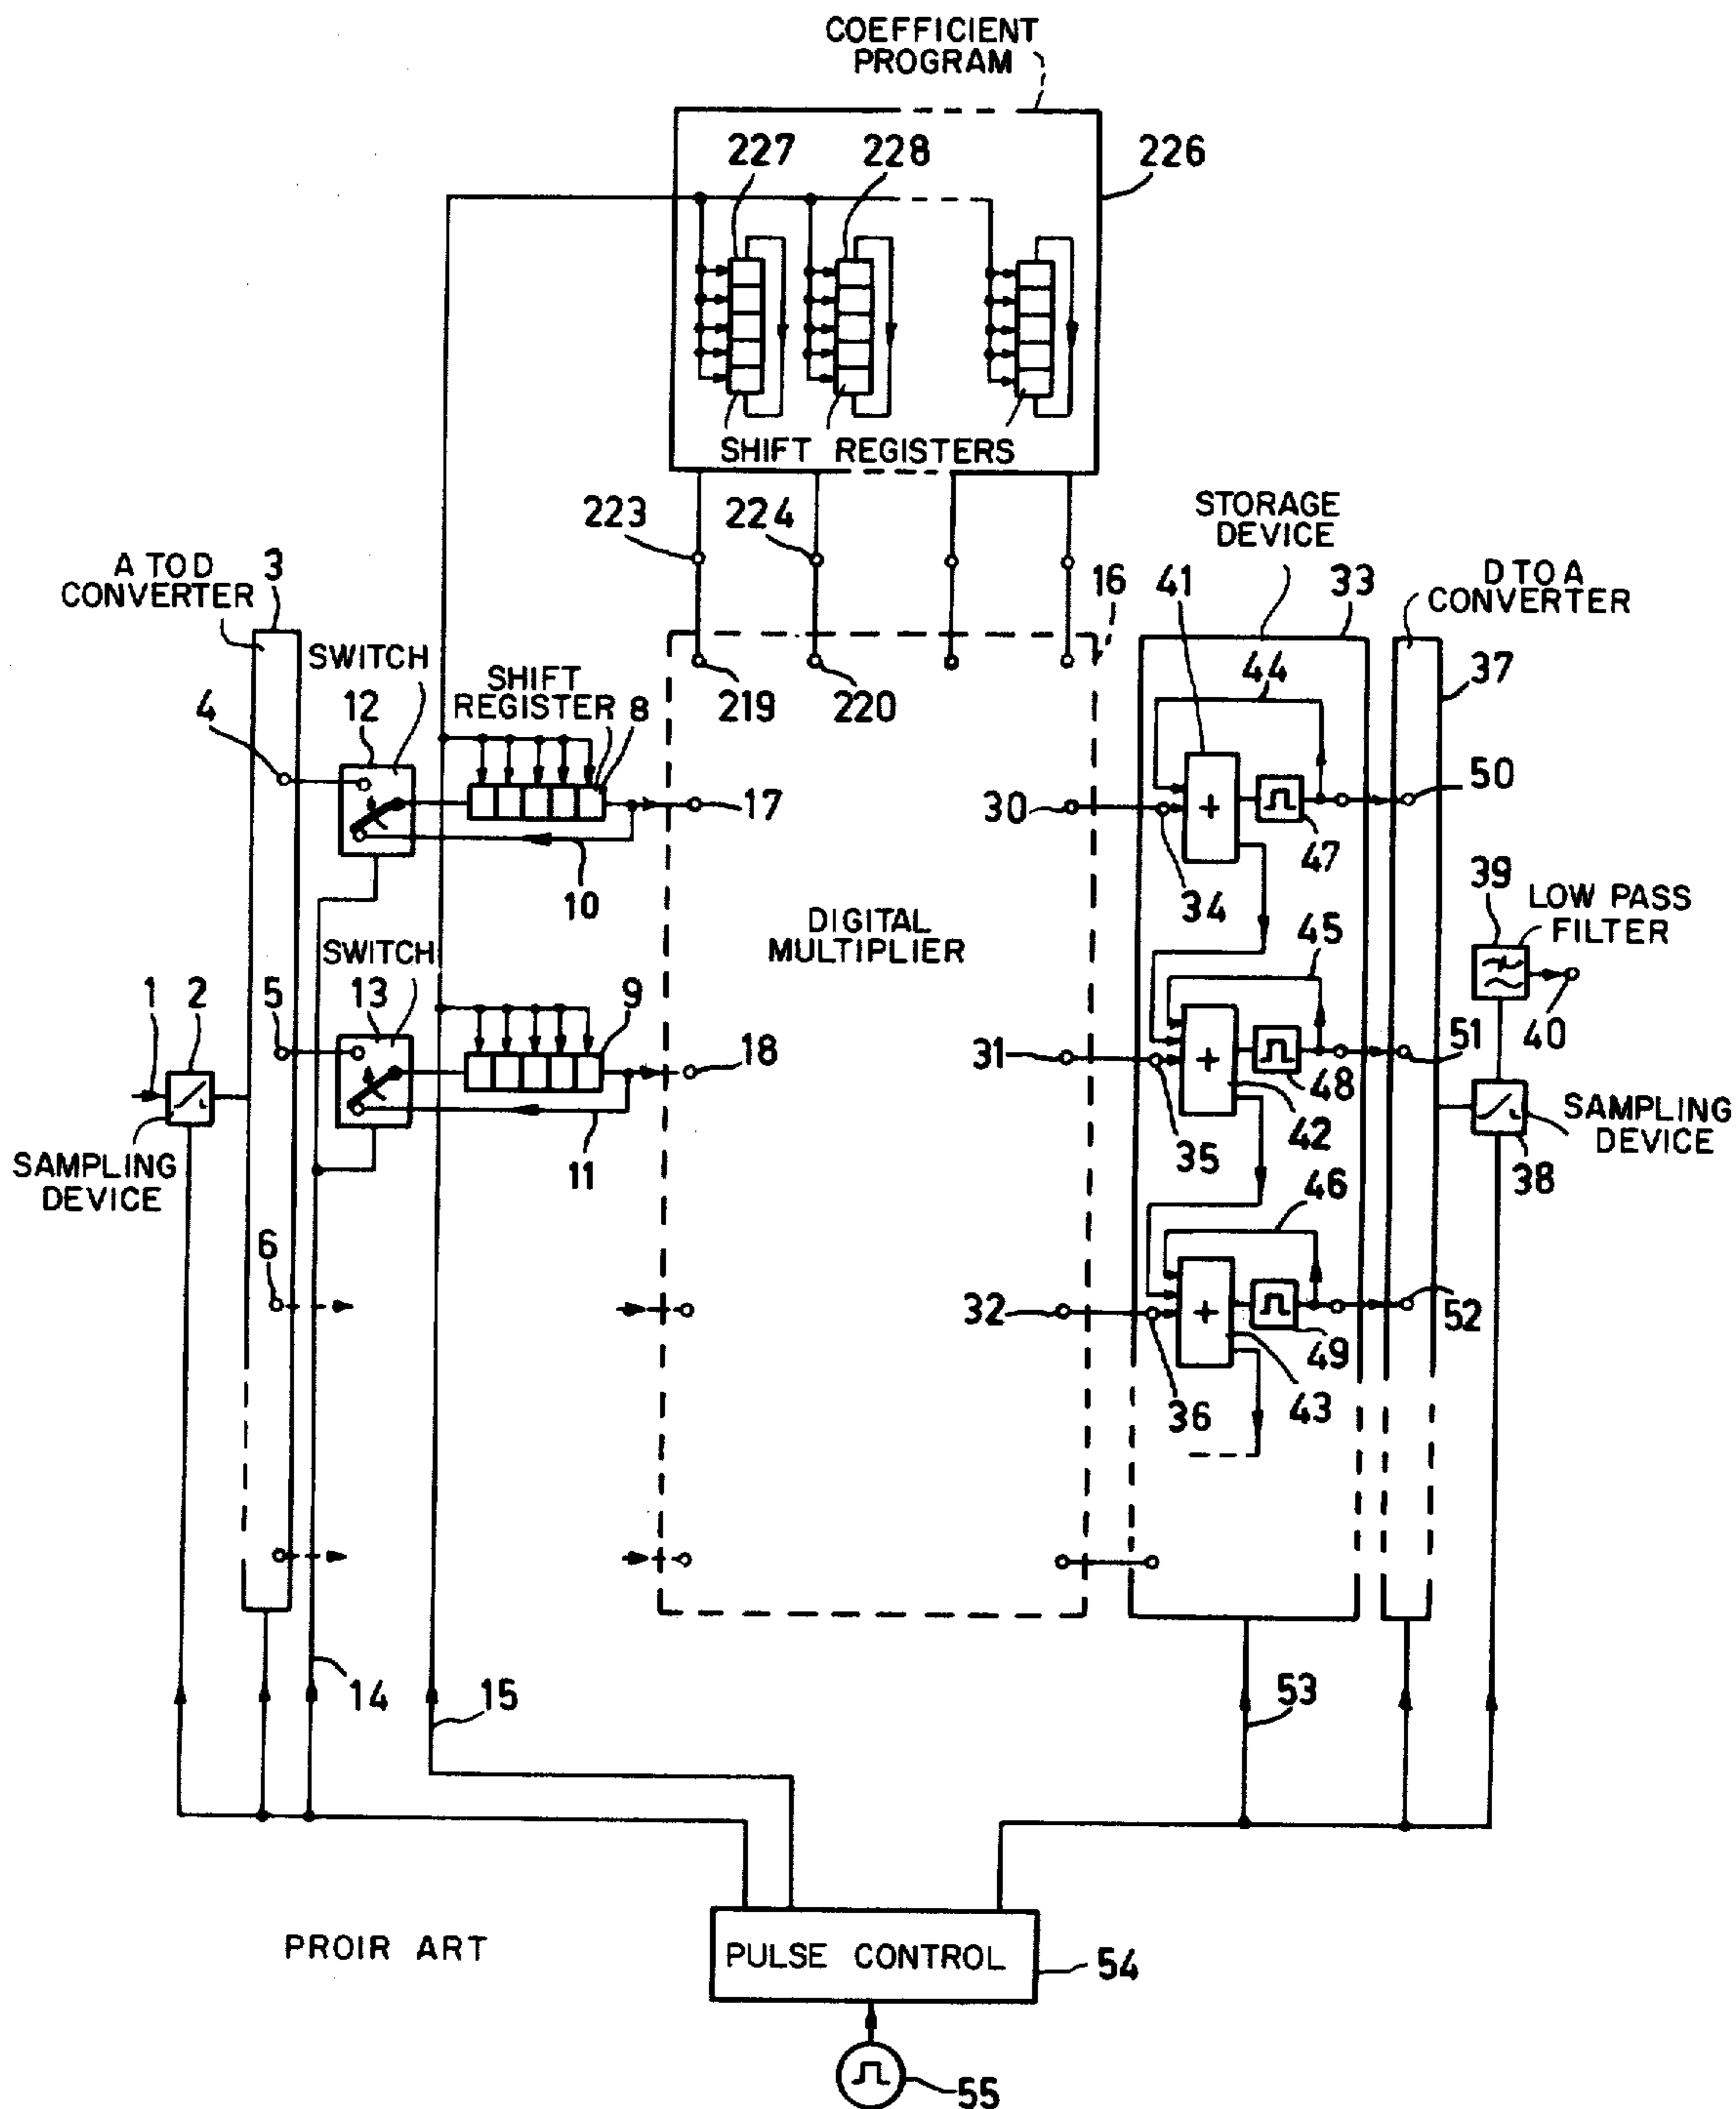 COEFFICIENT
PROGRAM
227
228
226
SHIFT REGISTERS
223
224
STORAGE
DEVICE
A TO D
CONVERTER
3
16
41
33
D TO A
CONVERTER
SWITCH
12
4
SHIFT
REGISTER
8
219
220
44
37
17
30
50
47
10
34
39
LOW PASS
FILTER
DIGITAL
MULTIPLIER
SWITCH
13
45
1
2
5
9
40
18
31
51
48
SAMPLING
DEVICE
11
35
42
SAMPLING
DEVICE
38
6
46
32
52
49
36
43
14
15
53
PROIR ART
PULSE CONTROL
54
55